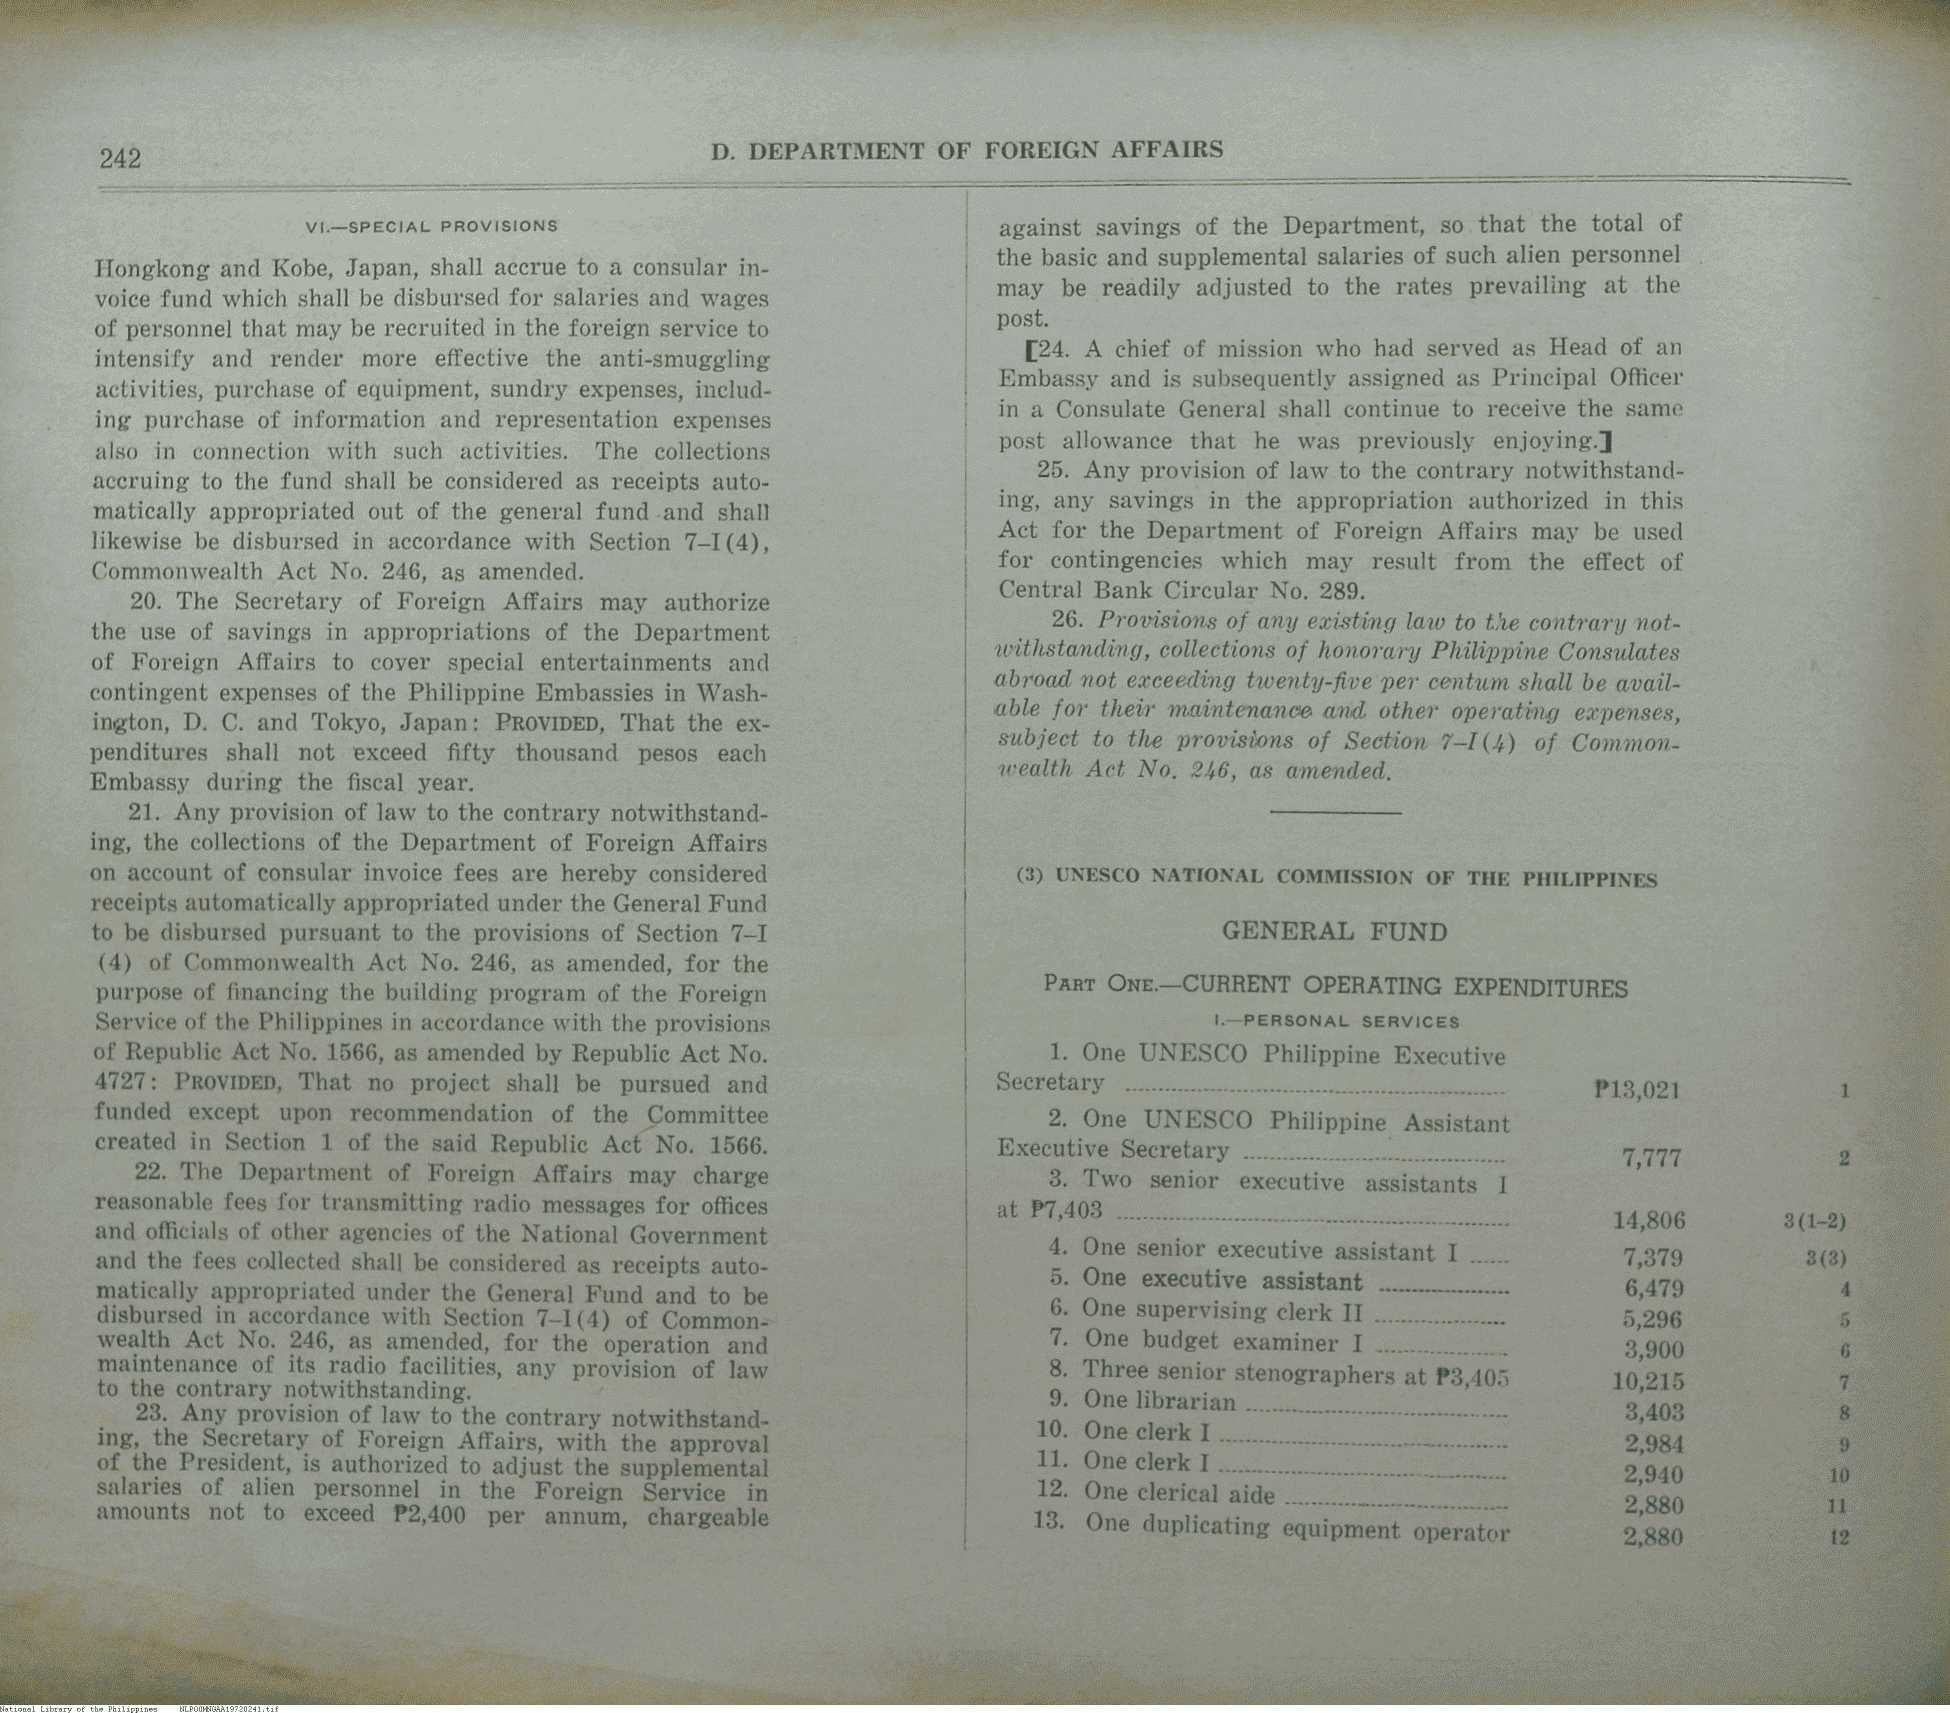 242
D. DEPARTMENT OF FOREIGN AFFAIRS
VI.—SPECIAL PROVISIONS
Hongkong and Kobe, Japan, shall accrue to a consular in-
voice fund which shall be disbursed for salaries and wages
of personnel that may be recruited in the foreign service to
intensify and render more effective the anti-smuggling
activities, purchase of equipment, sundry expenses, includ-
ing purchase of information and representation expenses
also in connection with such activities. The collections
accruing to the fund shall be considered as receipts auto-
matically appropriated out of the general fund and shall
likewise be disbursed in accordance with Section 7–I(4),
Commonwealth Act No. 246, as amended.
20. The Secretary of Foreign Affairs may authorize
the use of savings in appropriations of the Department
of Foreign Affairs to cover special entertainments and
contingent expenses of the Philippine Embassies in Wash-
ington, D. C. and Tokyo, Japan: PROVIDED, That the ex-
penditures shall not exceed fifty thousand pesos each
Embassy during the fiscal year.
21. Any provision of law to the contrary notwithstand-
ing, the collections of the Department of Foreign Affairs
on account of consular invoice fees are hereby considered
receipts automatically appropriated under the General Fund
to be disbursed pursuant to the provisions of Section 7–I
(4) of Commonwealth Act No. 246, as amended, for the
purpose of financing the building program of the Foreign
Service of the Philippines in accordance with the provisions
of Republic Act No. 1566, as amended by Republic Act No.
4727: PROVIDED, That no project shall be pursued and
funded except upon recommendation of the Committee
created in Section 1 of the said Republic Act No. 1566.
22. The Department of Foreign Affairs may charge
reasonable fees for transmitting radio messages for offices
and officials of other agencies of the National Government
and the fees collected shall be considered as receipts auto-
matically appropriated under the General Fund and to be
disbursed in accordance with Section 7–I(4) of Common-
wealth Act No. 246, as amended, for the operation and
maintenance of its radio facilities, any provision of law
to the contrary notwithstanding.
23. Any provision of law to the contrary notwithstand-
ing, the Secretary of Foreign Affairs, with the approval
of the President, is authorized to adjust the supplemental
salaries of alien personnel in the Foreign Service in
amounts not to exceed ₱2,400 per annum, chargeable
against savings of the Department, so that the total of
the basic and supplemental salaries of such alien personnel
may be readily adjusted to the rates prevailing at the
post.
[24. A chief of mission who had served as Head of an
Embassy and is subsequently assigned as Principal Officer
in a Consulate General shall continue to receive the same
post allowance that he was previously enjoying.]
25. Any provision of law to the contrary notwithstand-
ing, any savings in the appropriation authorized in this
Act for the Department of Foreign Affairs may be used
for contingencies which may result from the effect of
Central Bank Circular No. 289.
26. Provisions of any existing law to the contrary not-
withstanding, collections of honorary Philippine Consulates
abroad not exceeding twenty-five per centum shall be avail-
able for their maintenance and other operating expenses,
subject to the provisions of Section 7–I(4) of Common-
wealth Act No. 246, as amended.
(3) UNESCO NATIONAL COMMISSION OF THE PHILIPPINES
GENERAL FUND
PART ONE.—CURRENT OPERATING EXPENDITURES
I.—PERSONAL SERVICES
1. One UNESCO Philippine Executive
Secretary ₱13,021 1
2. One UNESCO Philippine Assistant
Executive Secretary 7,777 2
3. Two senior executive assistants I
at ₱7,403 14,806 3(1–2)
4. One senior executive assistant I 7,379 3(3)
5. One executive assistant 6,479 4
6. One supervising clerk II 5,296 5
7. One budget examiner I 3,900 6
8. Three senior stenographers at ₱3,405 10,215 7
9. One librarian 3,403 8
10. One clerk I 2,984 9
11. One clerk I 2,940 10
12. One clerical aide 2,880 11
13. One duplicating equipment operator 2,880 12
National Library of the Philippines NLPOOMNGAA19720241.tif